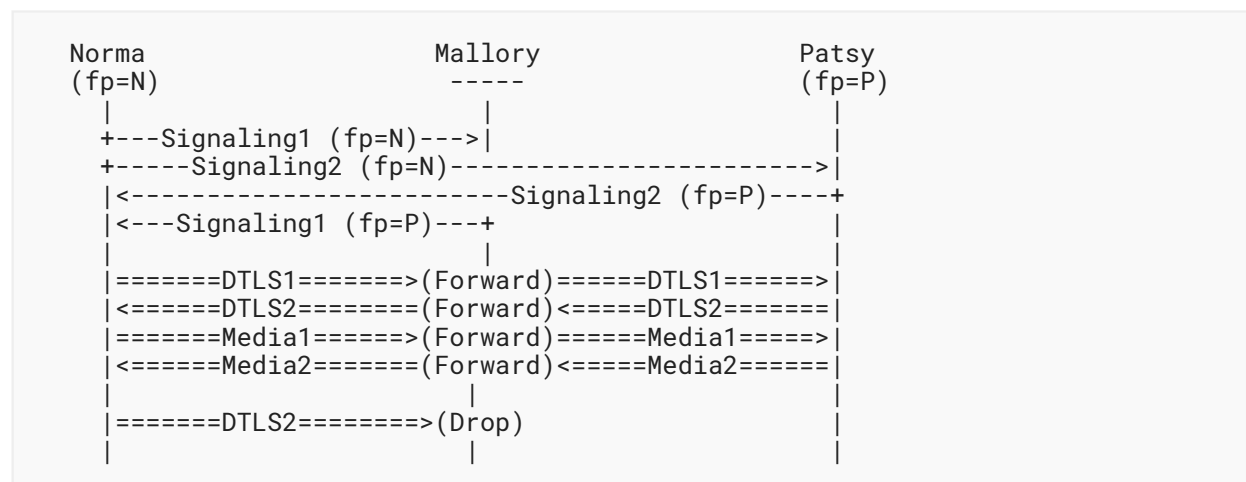 Norma                   Mallory                 Patsy
(fp=N)                   -----                  (fp=P)
  |                        |                      |
  +---Signaling1 (fp=N)--->|                      |
  +-----Signaling2 (fp=N)------------------------>|
  |<-------------------------Signaling2 (fp=P)----+
  |<---Signaling1 (fp=P)---+                      |
  |                        |                      |
  |=======DTLS1=======>(Forward)======DTLS1======>|
  |<======DTLS2========(Forward)<=====DTLS2=======|
  |=======Media1======>(Forward)======Media1=====>|
  |<======Media2=======(Forward)<=====Media2======|
  |                       |                       |
  |=======DTLS2========>(Drop)                    |
  |                       |                       |